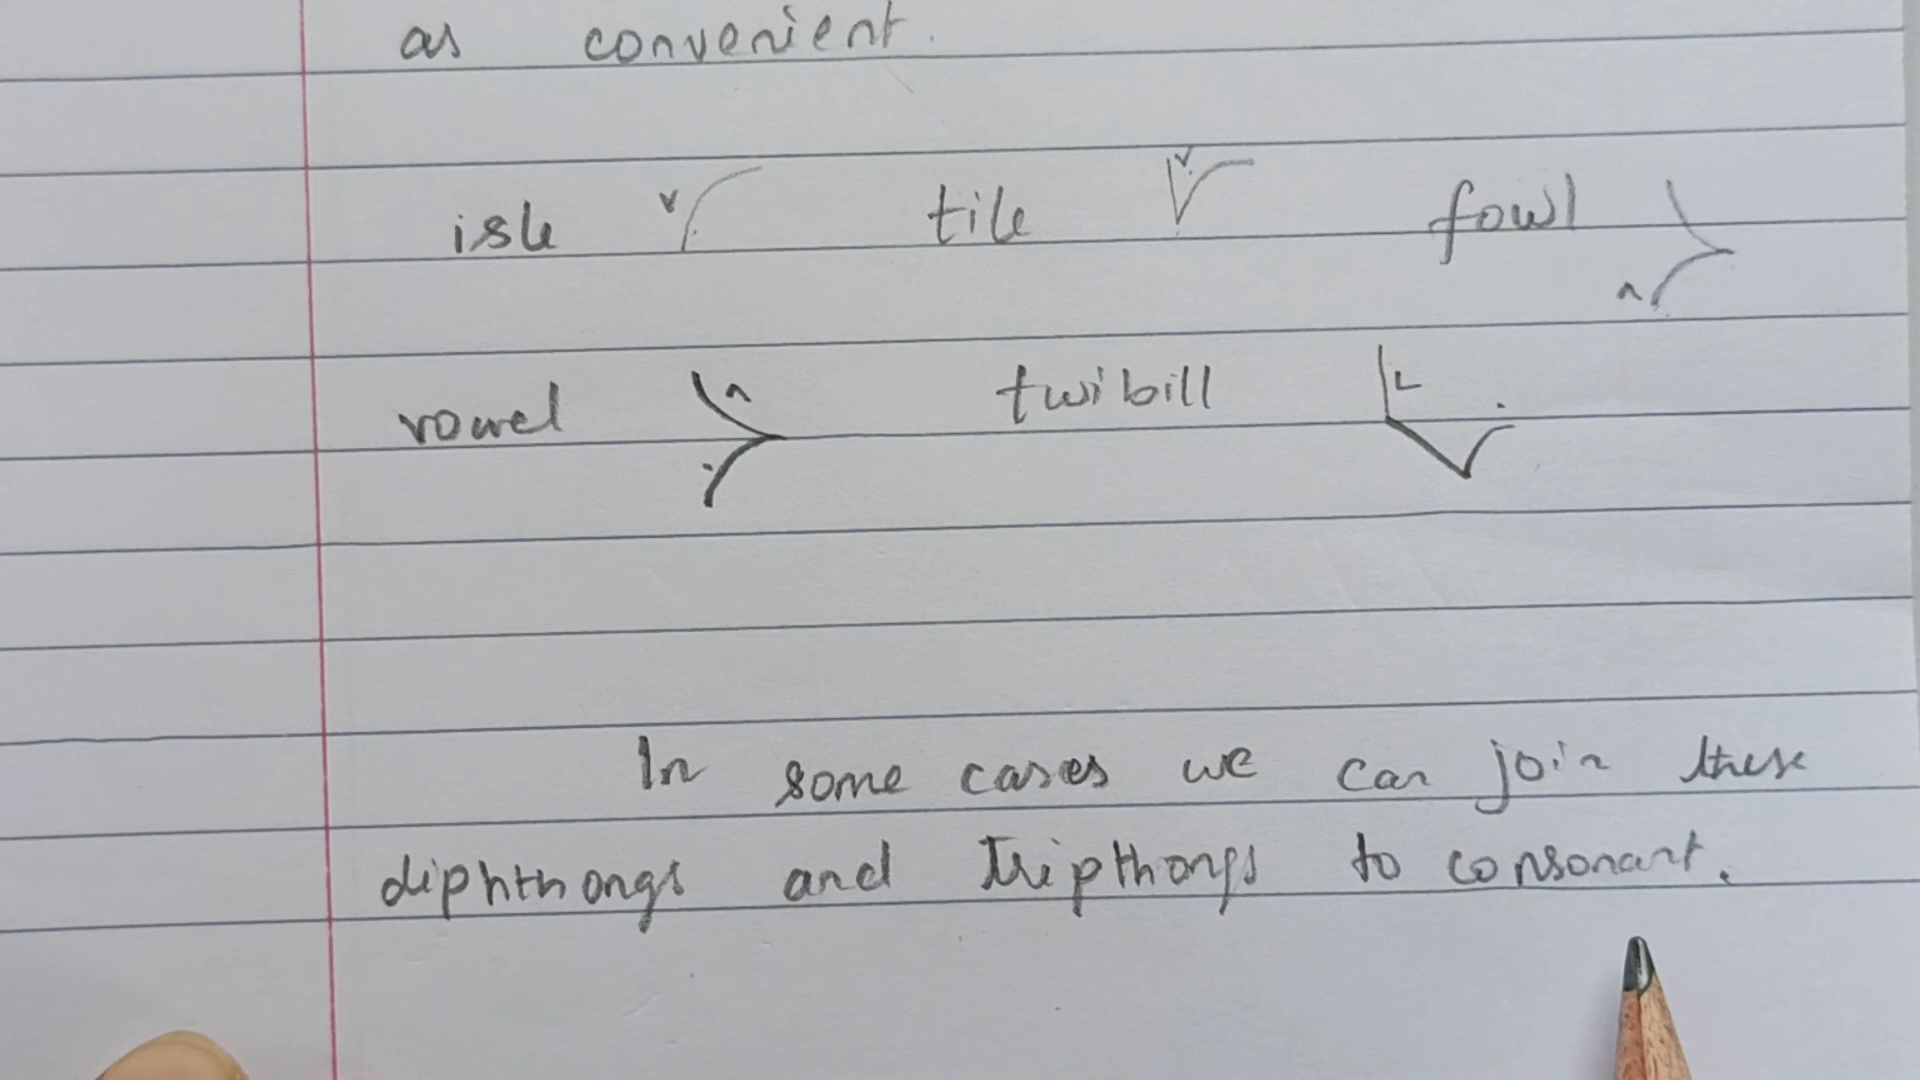 as convenient.
isle tile fowl
vowel twibill
In some cases we can join these
diphthongs and tripthongs to consonant.